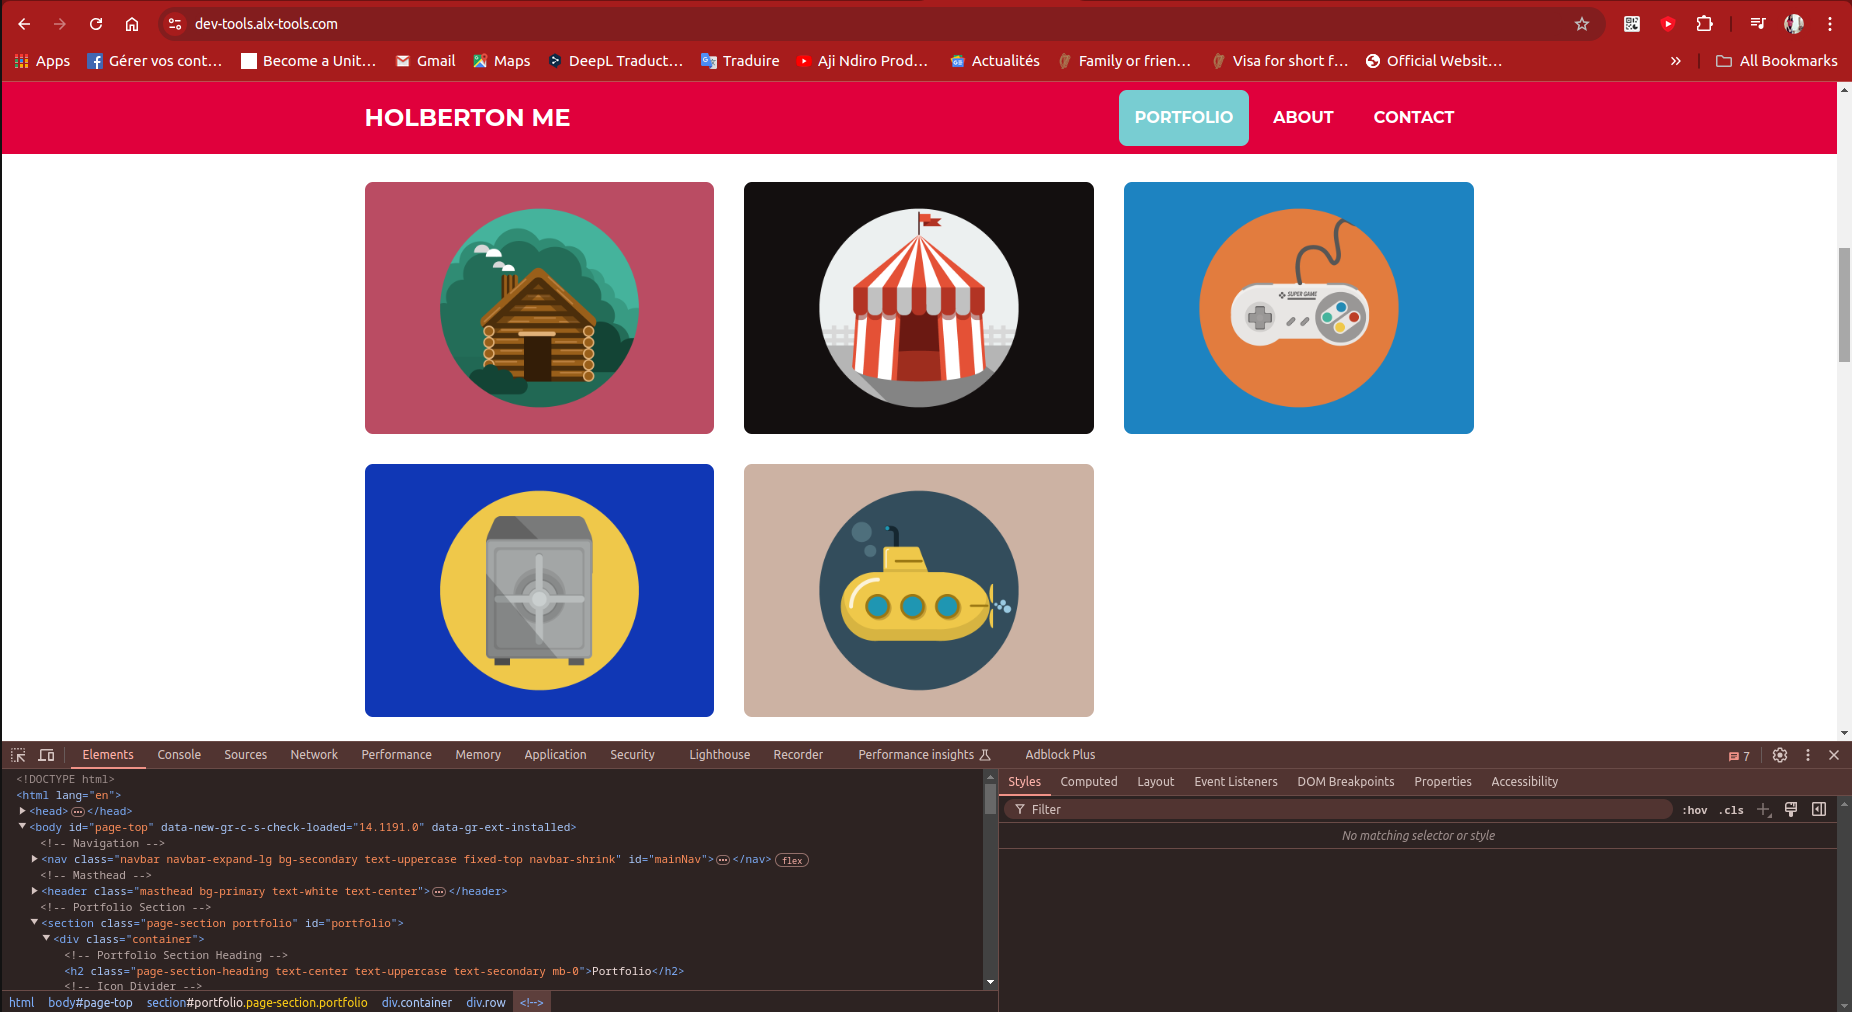 dev-tools.alx-tools.com
Apps Gérer vos cont… Become a Unit… Gmail Maps DeepL Traduct… Traduire Aji Ndiro Prod… Actualités Family or frien… Visa for short f… Official Websit… » All Bookmarks
HOLBERTON ME PORTFOLIO ABOUT CONTACT
SUPER GAME
Elements Console Sources Network Performance Memory Application Security Lighthouse Recorder Performance insights Adblock Plus 7
<!DOCTYPE html>
<html lang="en">
<head>…</head>
<body id="page-top" data-new-gr-c-s-check-loaded="14.1191.0" data-gr-ext-installed>
<!-- Navigation -->
<nav class="navbar navbar-expand-lg bg-secondary text-uppercase fixed-top navbar-shrink" id="mainNav">…</nav> flex
<!-- Masthead -->
<header class="masthead bg-primary text-white text-center">…</header>
<!-- Portfolio Section -->
<section class="page-section portfolio" id="portfolio">
<div class="container">
<!-- Portfolio Section Heading -->
<h2 class="page-section-heading text-center text-uppercase text-secondary mb-0">Portfolio</h2>
<!-- Icon Divider -->
html body#page-top section#portfolio.page-section.portfolio div.container div.row <!-->
Styles Computed Layout Event Listeners DOM Breakpoints Properties Accessibility
Filter :hov .cls
No matching selector or style